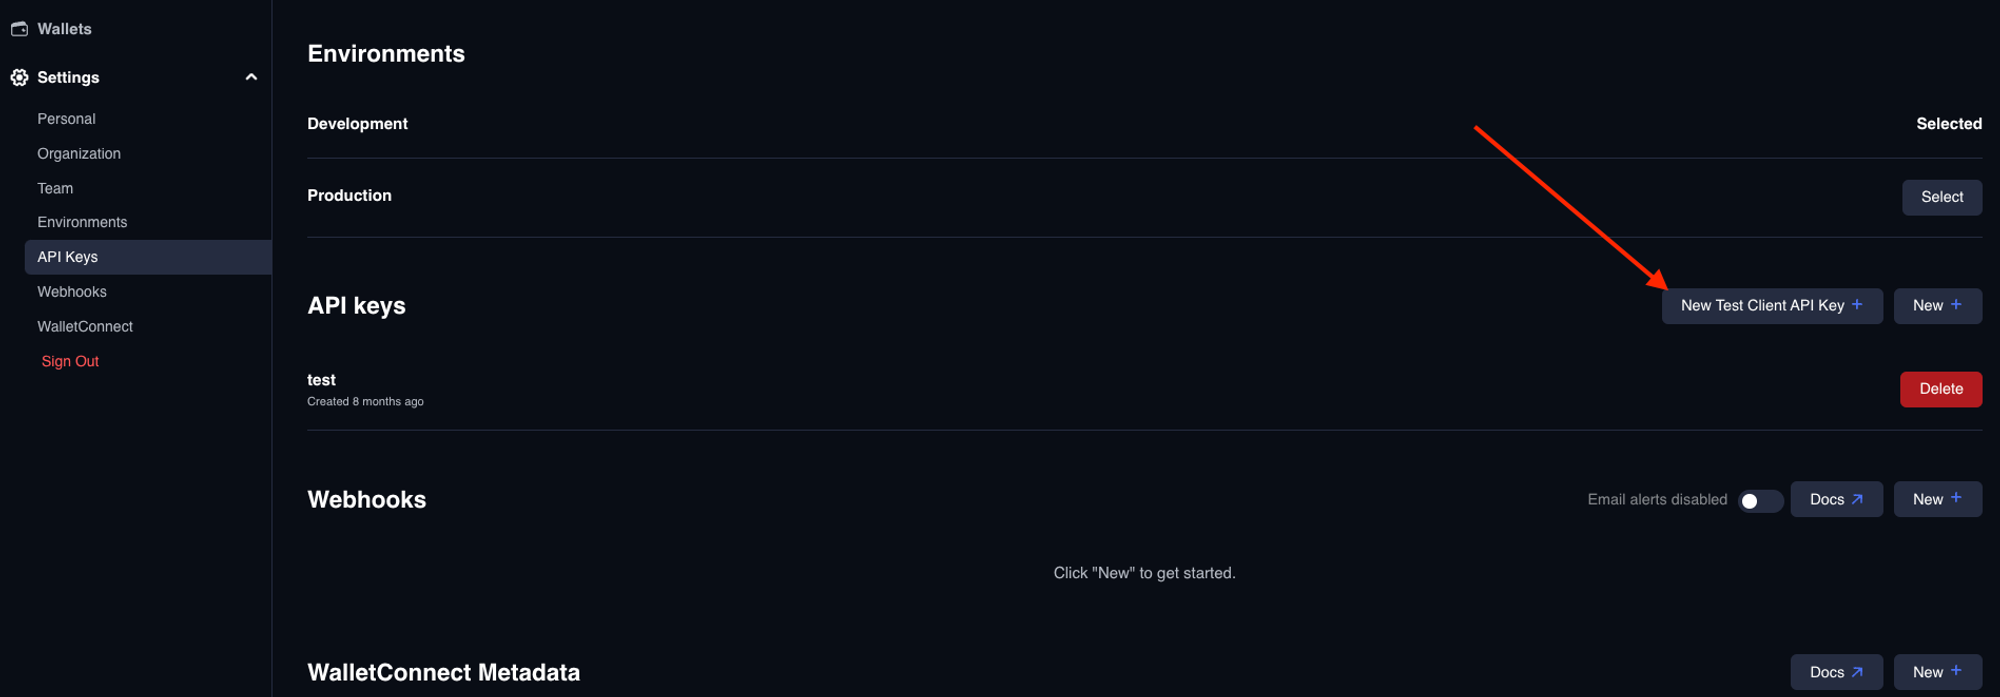 Wallets
Settings
Personal
Organization
Team
Environments
API Keys
Webhooks
WalletConnect
Sign Out
Environments
Development
Selected
Production
Select
API keys
New Test Client API Key +
New +
test
Created 8 months ago
Delete
Webhooks
Email alerts disabled
Docs
New +
Click "New" to get started.
WalletConnect Metadata
Docs
New +